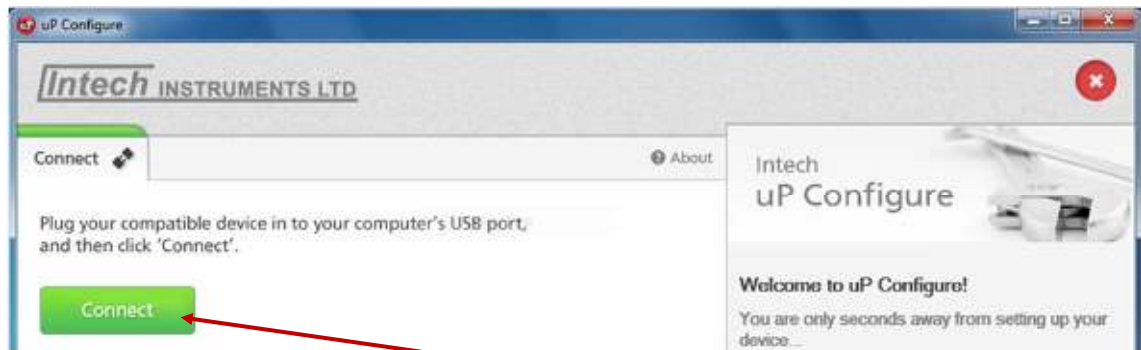 uP Configure
Intech INSTRUMENTS LTD
Connect
About
Plug your compatible device in to your computer's USB port,
and then click 'Connect'.
Connect
Intech
uP Configure
Welcome to uP Configure!
You are only seconds away from setting up your
device...